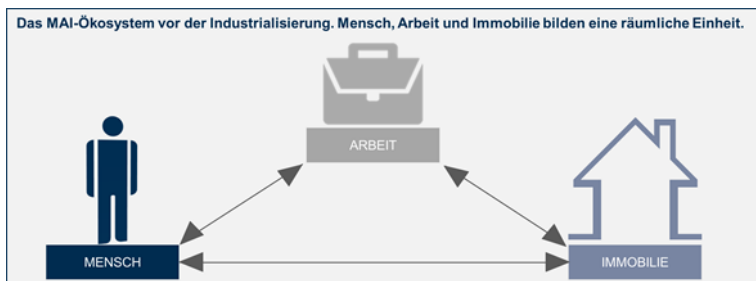 Das MAI-Ökosystem vor der Industrialisierung. Mensch, Arbeit und Immobilie bilden eine räumliche Einheit.
ARBEIT
MENSCH
IMMOBILIE